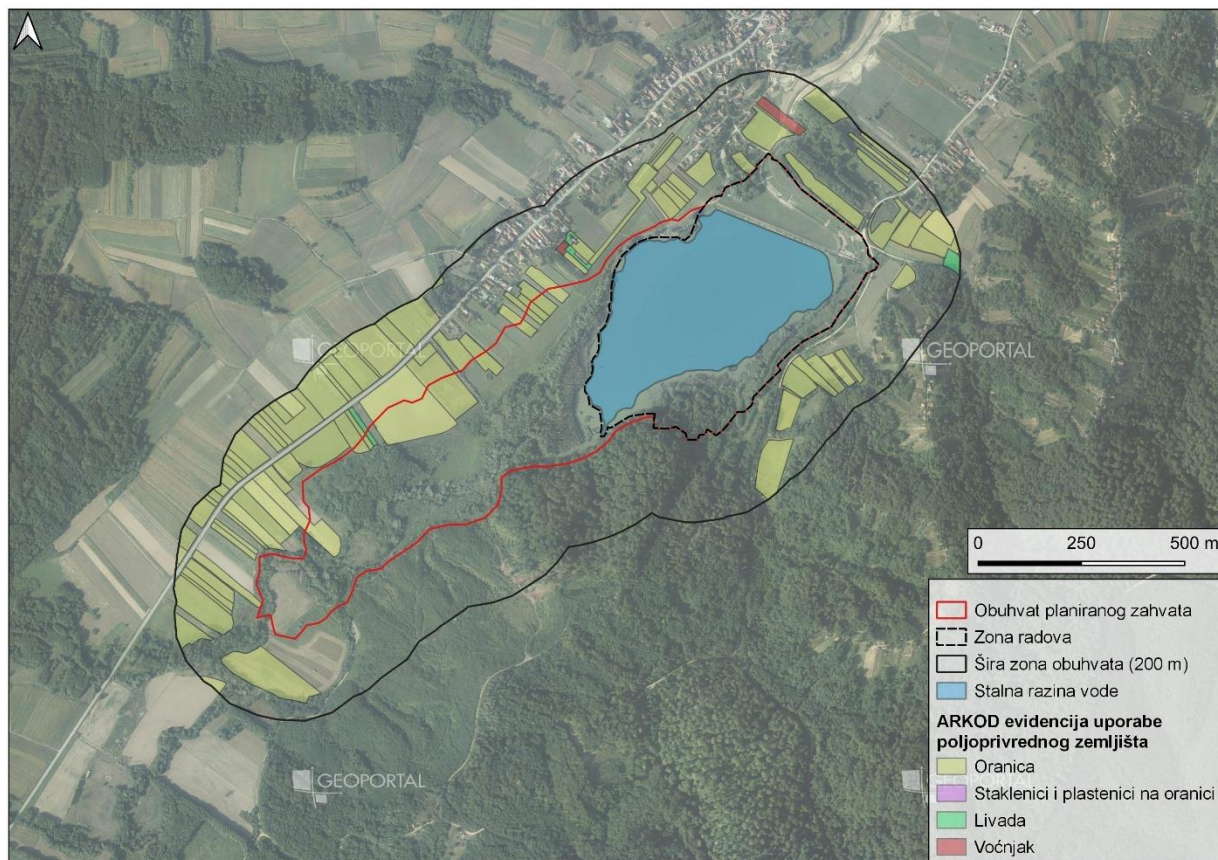 GEOPORTAL
GEOPORTAL
0 250 500 m
Obuhvat planiranog zahvata
Zona radova
Šira zona obuhvata (200 m)
Stalna razina vode
ARKOD evidencija uporabe
poljoprivrednog zemljišta
Oranica
Staklenici i plastenici na oranici
Livada
Voćnjak
GEOPORTAL
GEOPORTAL